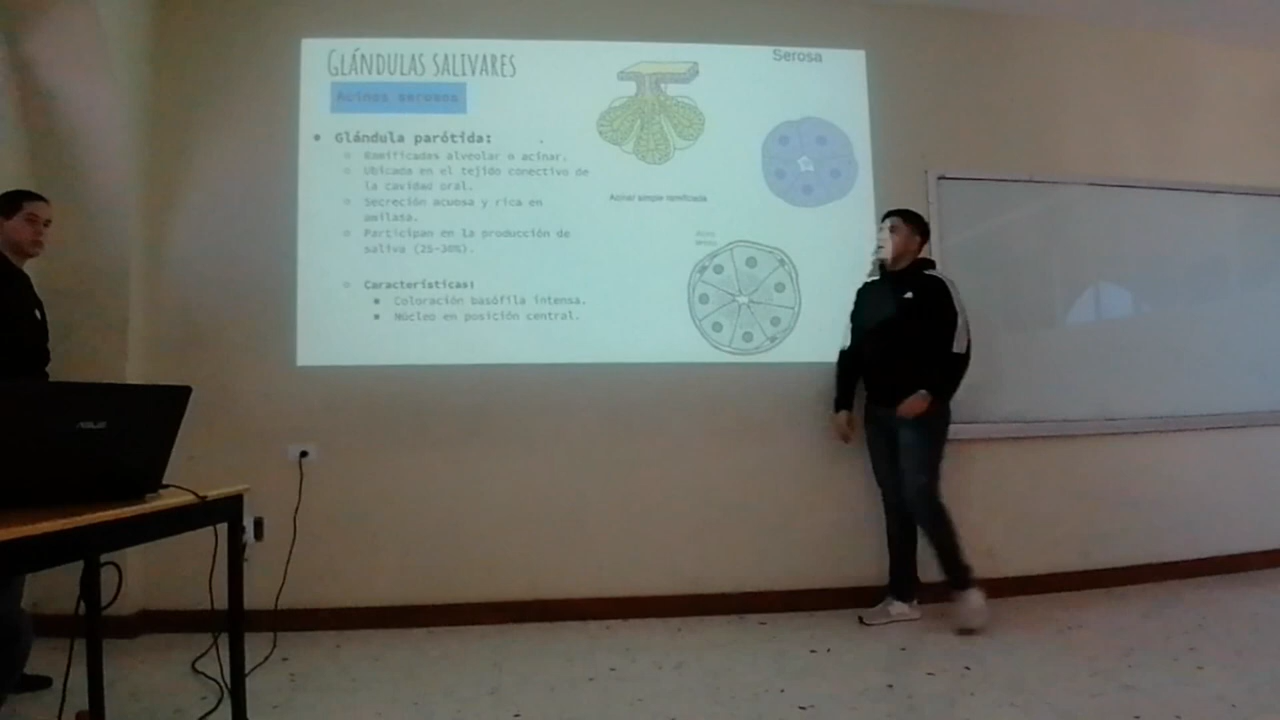 GLÁNDULAS SALIVARES
Serosa
Acinos serosos
Glándula parótida:
Ramificadas alveolar o acinar.
Ubicada en el tejido conectivo de
la cavidad oral.
Secreción acuosa y rica en
amilasa.
Participan en la producción de
saliva (25-30%).
Características:
Coloración basófila intensa.
Núcleo en posición central.
Acinar simple ramificada
Acino
seroso
ASUS